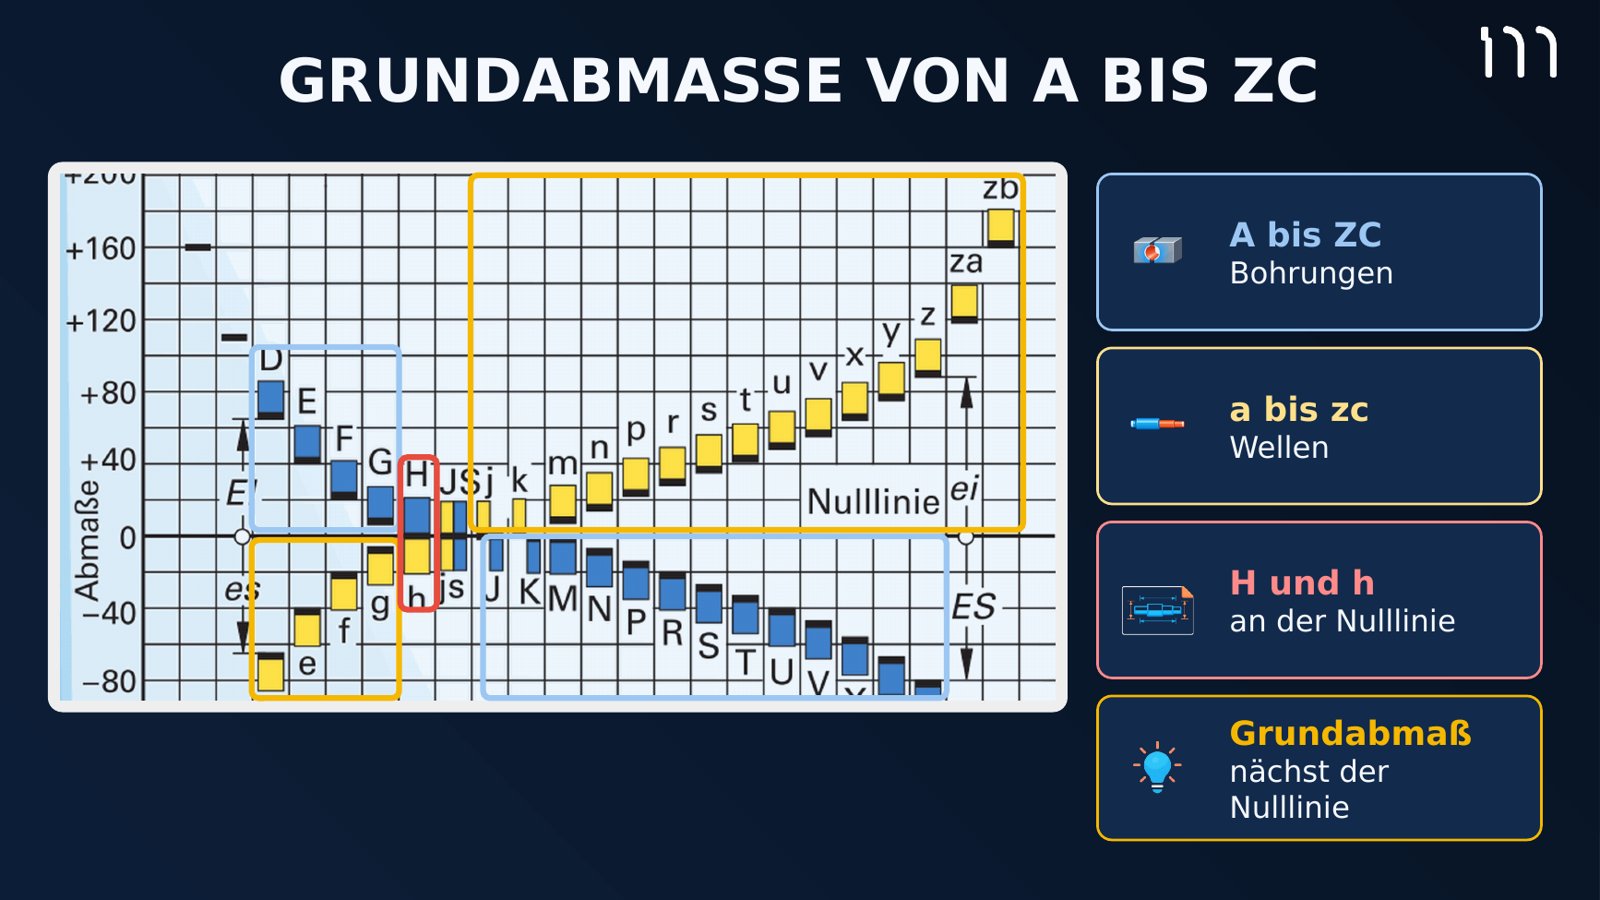 GRUNDABMASSE VON A BIS ZC
m
+200
+160
+120
+80
+40
0
−40
−80
Abmaße
D
E
F
G
H
JS
j
k
m
n
p
r
s
t
u
v
x
y
z
za
zb
EI
es
Nulllinie
ei
ES
e
f
g
h
js
J
K
M
N
P
R
S
T
U
V
X
A bis ZC
Bohrungen
a bis zc
Wellen
H und h
an der Nulllinie
Grundabmaß
nächst der
Nulllinie